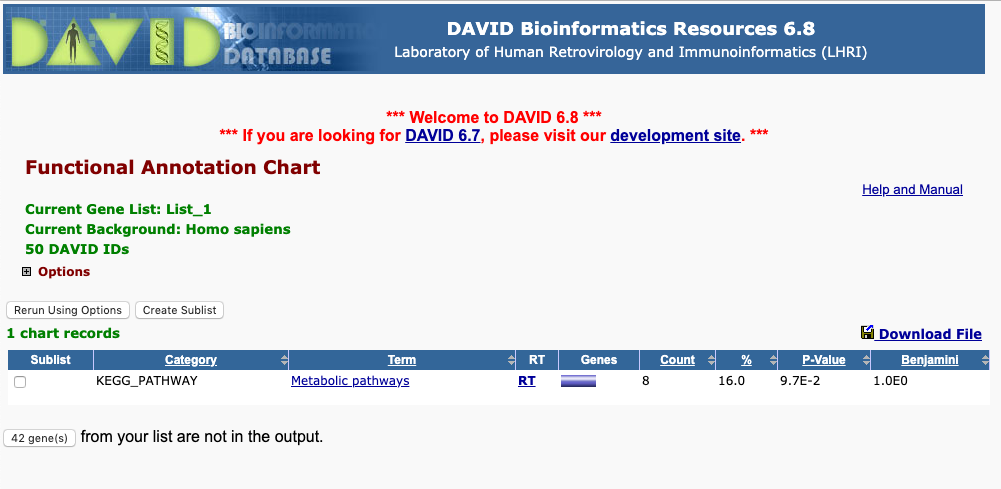 DAVID BIOINFORMATICS DATABASE
DAVID Bioinformatics Resources 6.8
Laboratory of Human Retrovirology and Immunoinformatics (LHRI)
*** Welcome to DAVID 6.8 ***
*** If you are looking for DAVID 6.7, please visit our development site. ***
Functional Annotation Chart
Help and Manual
Current Gene List: List_1
Current Background: Homo sapiens
50 DAVID IDs
Options
Rerun Using Options Create Sublist
1 chart records
Download File
Sublist Category Term RT Genes Count % P-Value Benjamini
KEGG_PATHWAY Metabolic pathways RT 8 16.0 9.7E-2 1.0E0
42 gene(s) from your list are not in the output.